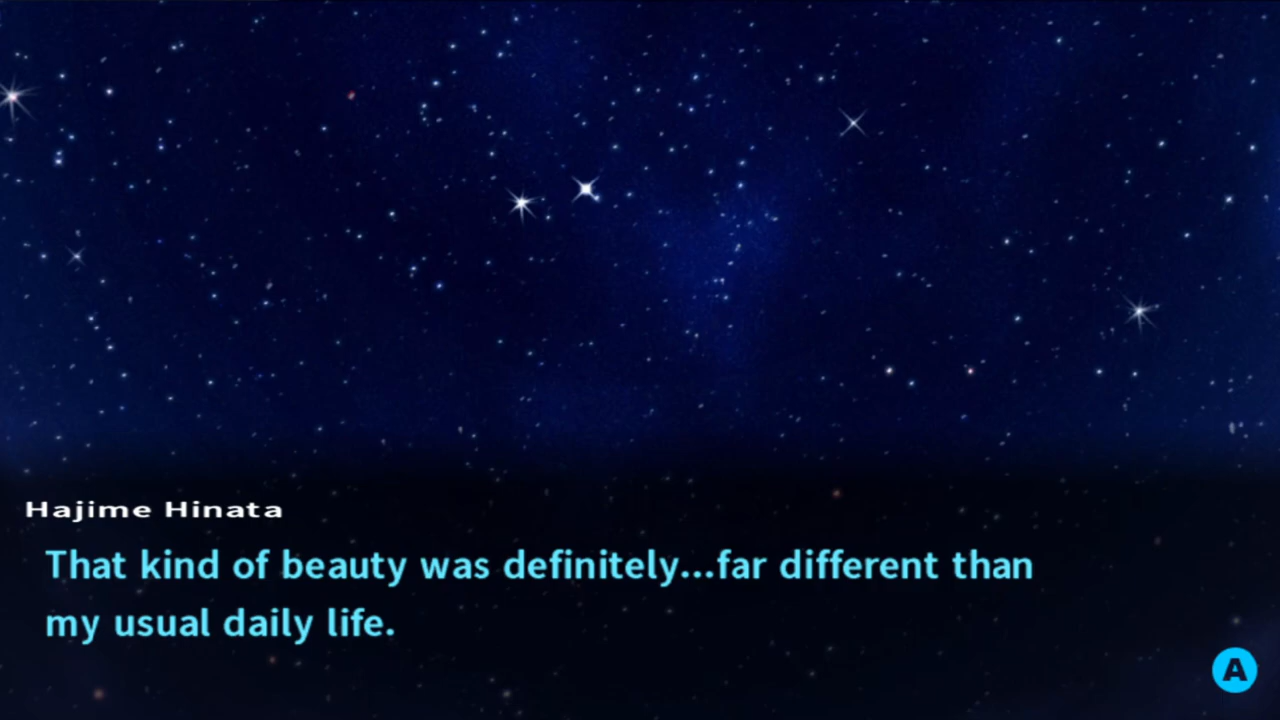 Hajime Hinata
That kind of beauty was definitely...far different than
my usual daily life.
A